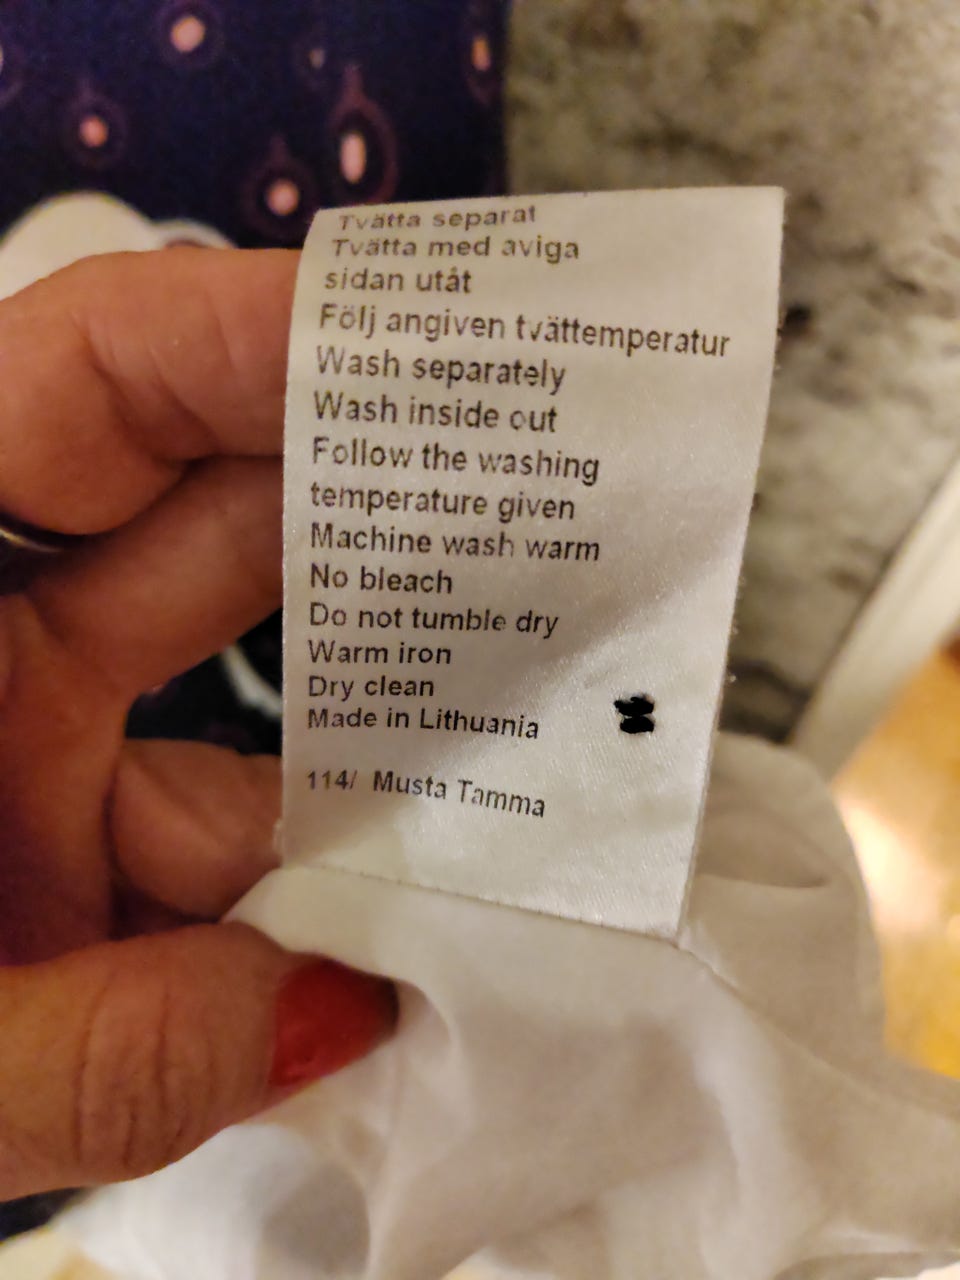 Tvätta separat
Tvätta med aviga
sidan utåt
Följ angiven tvättemperatur
Wash separately
Wash inside out
Follow the washing
temperature given
Machine wash warm
No bleach
Do not tumble dry
Warm iron
Dry clean
Made in Lithuania
114/ Musta Tamma